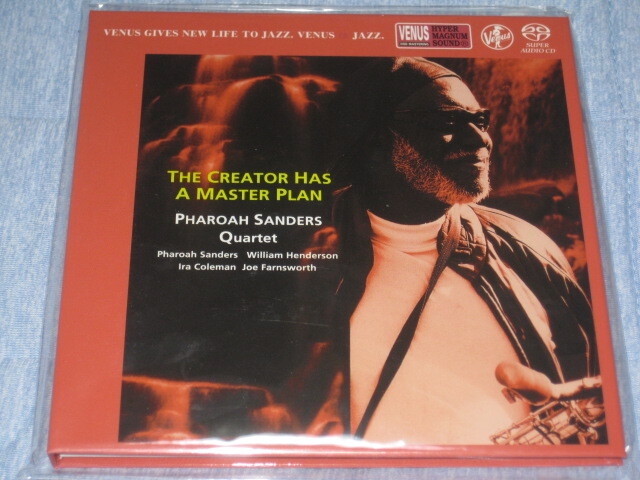 VENUS GIVES NEW LIFE TO JAZZ. VENUS JAZZ.
VENUS
HYPER MAGNUM SOUND
Venus
SUPER AUDIO CD
THE CREATOR HAS
A MASTER PLAN
PHAROAH SANDERS
Quartet
Pharoah Sanders William Henderson
Ira Coleman Joe Farnsworth